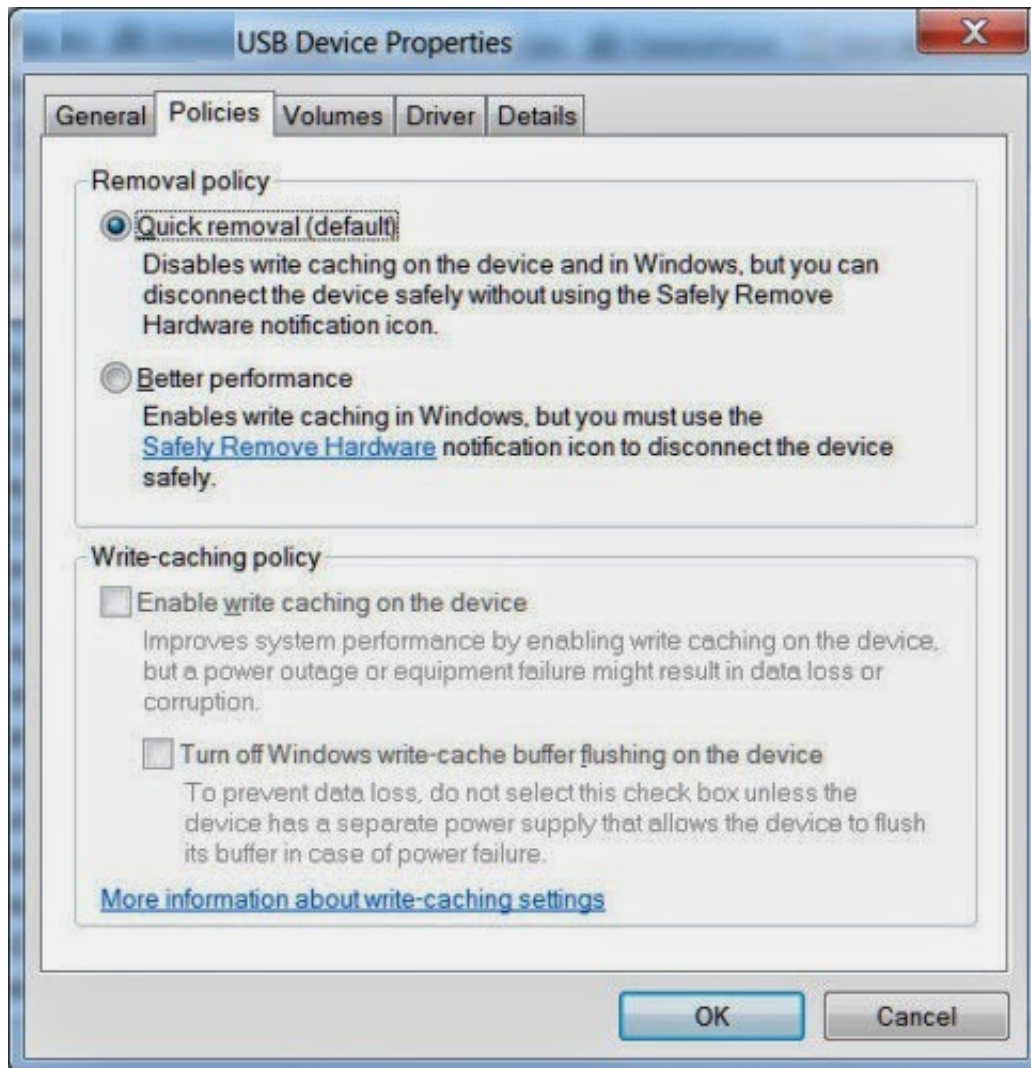 USB Device Properties
General Policies Volumes Driver Details
Removal policy
Quick removal (default)
Disables write caching on the device and in Windows, but you can
disconnect the device safely without using the Safely Remove
Hardware notification icon.
Better performance
Enables write caching in Windows, but you must use the
Safely Remove Hardware notification icon to disconnect the device
safely.
Write-caching policy
Enable write caching on the device
Improves system performance by enabling write caching on the device,
but a power outage or equipment failure might result in data loss or
corruption.
Turn off Windows write-cache buffer flushing on the device
To prevent data loss, do not select this check box unless the
device has a separate power supply that allows the device to flush
its buffer in case of power failure.
More information about write-caching settings
OK Cancel